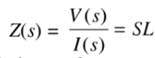 Z(s) = V(s) / I(s) = SL